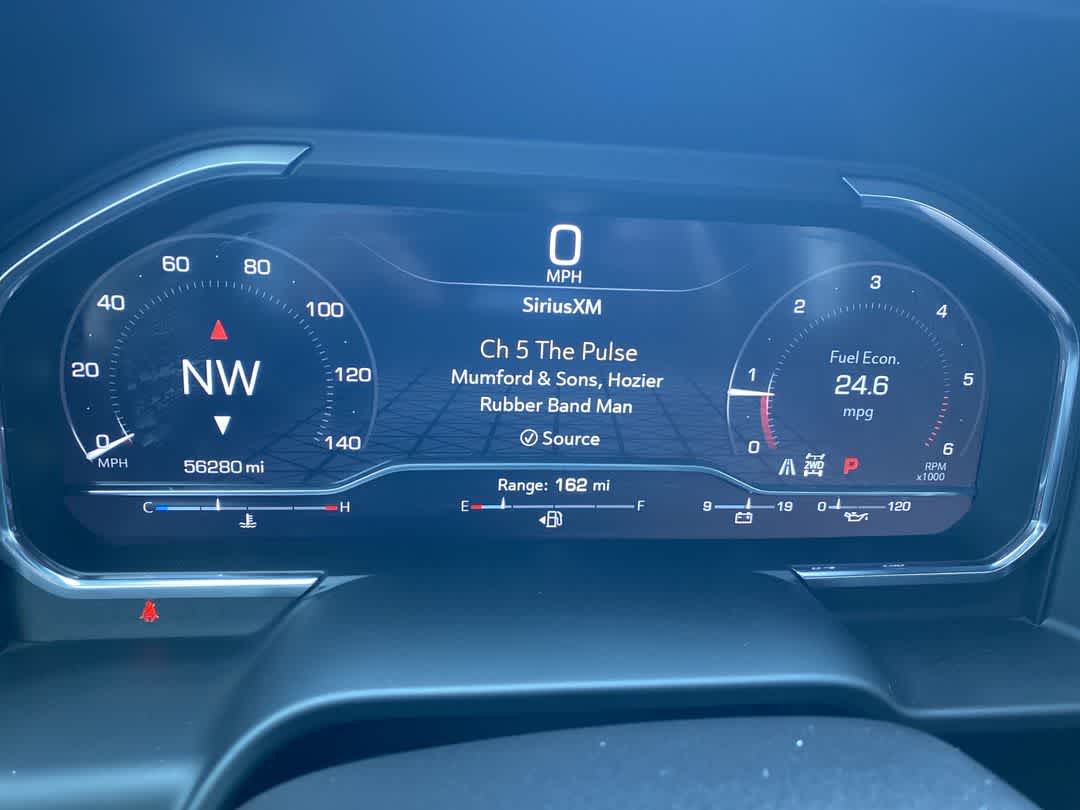 0
MPH
SiriusXM
Ch 5 The Pulse
Mumford & Sons, Hozier
Rubber Band Man
Source
0 20 40 60 80 100 120 140
MPH
NW
56280 mi
0 1 2 3 4 5 6
RPM
x1000
Fuel Econ.
24.6
mpg
2WD
P
Range: 162 mi
C H
E F
9 19
0 120